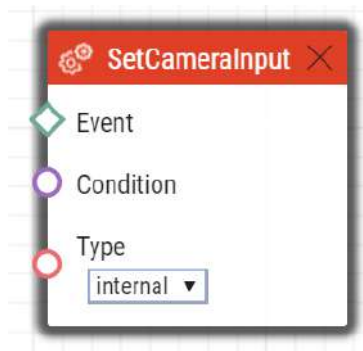 SetCameraInput
Event
Condition
Type
internal